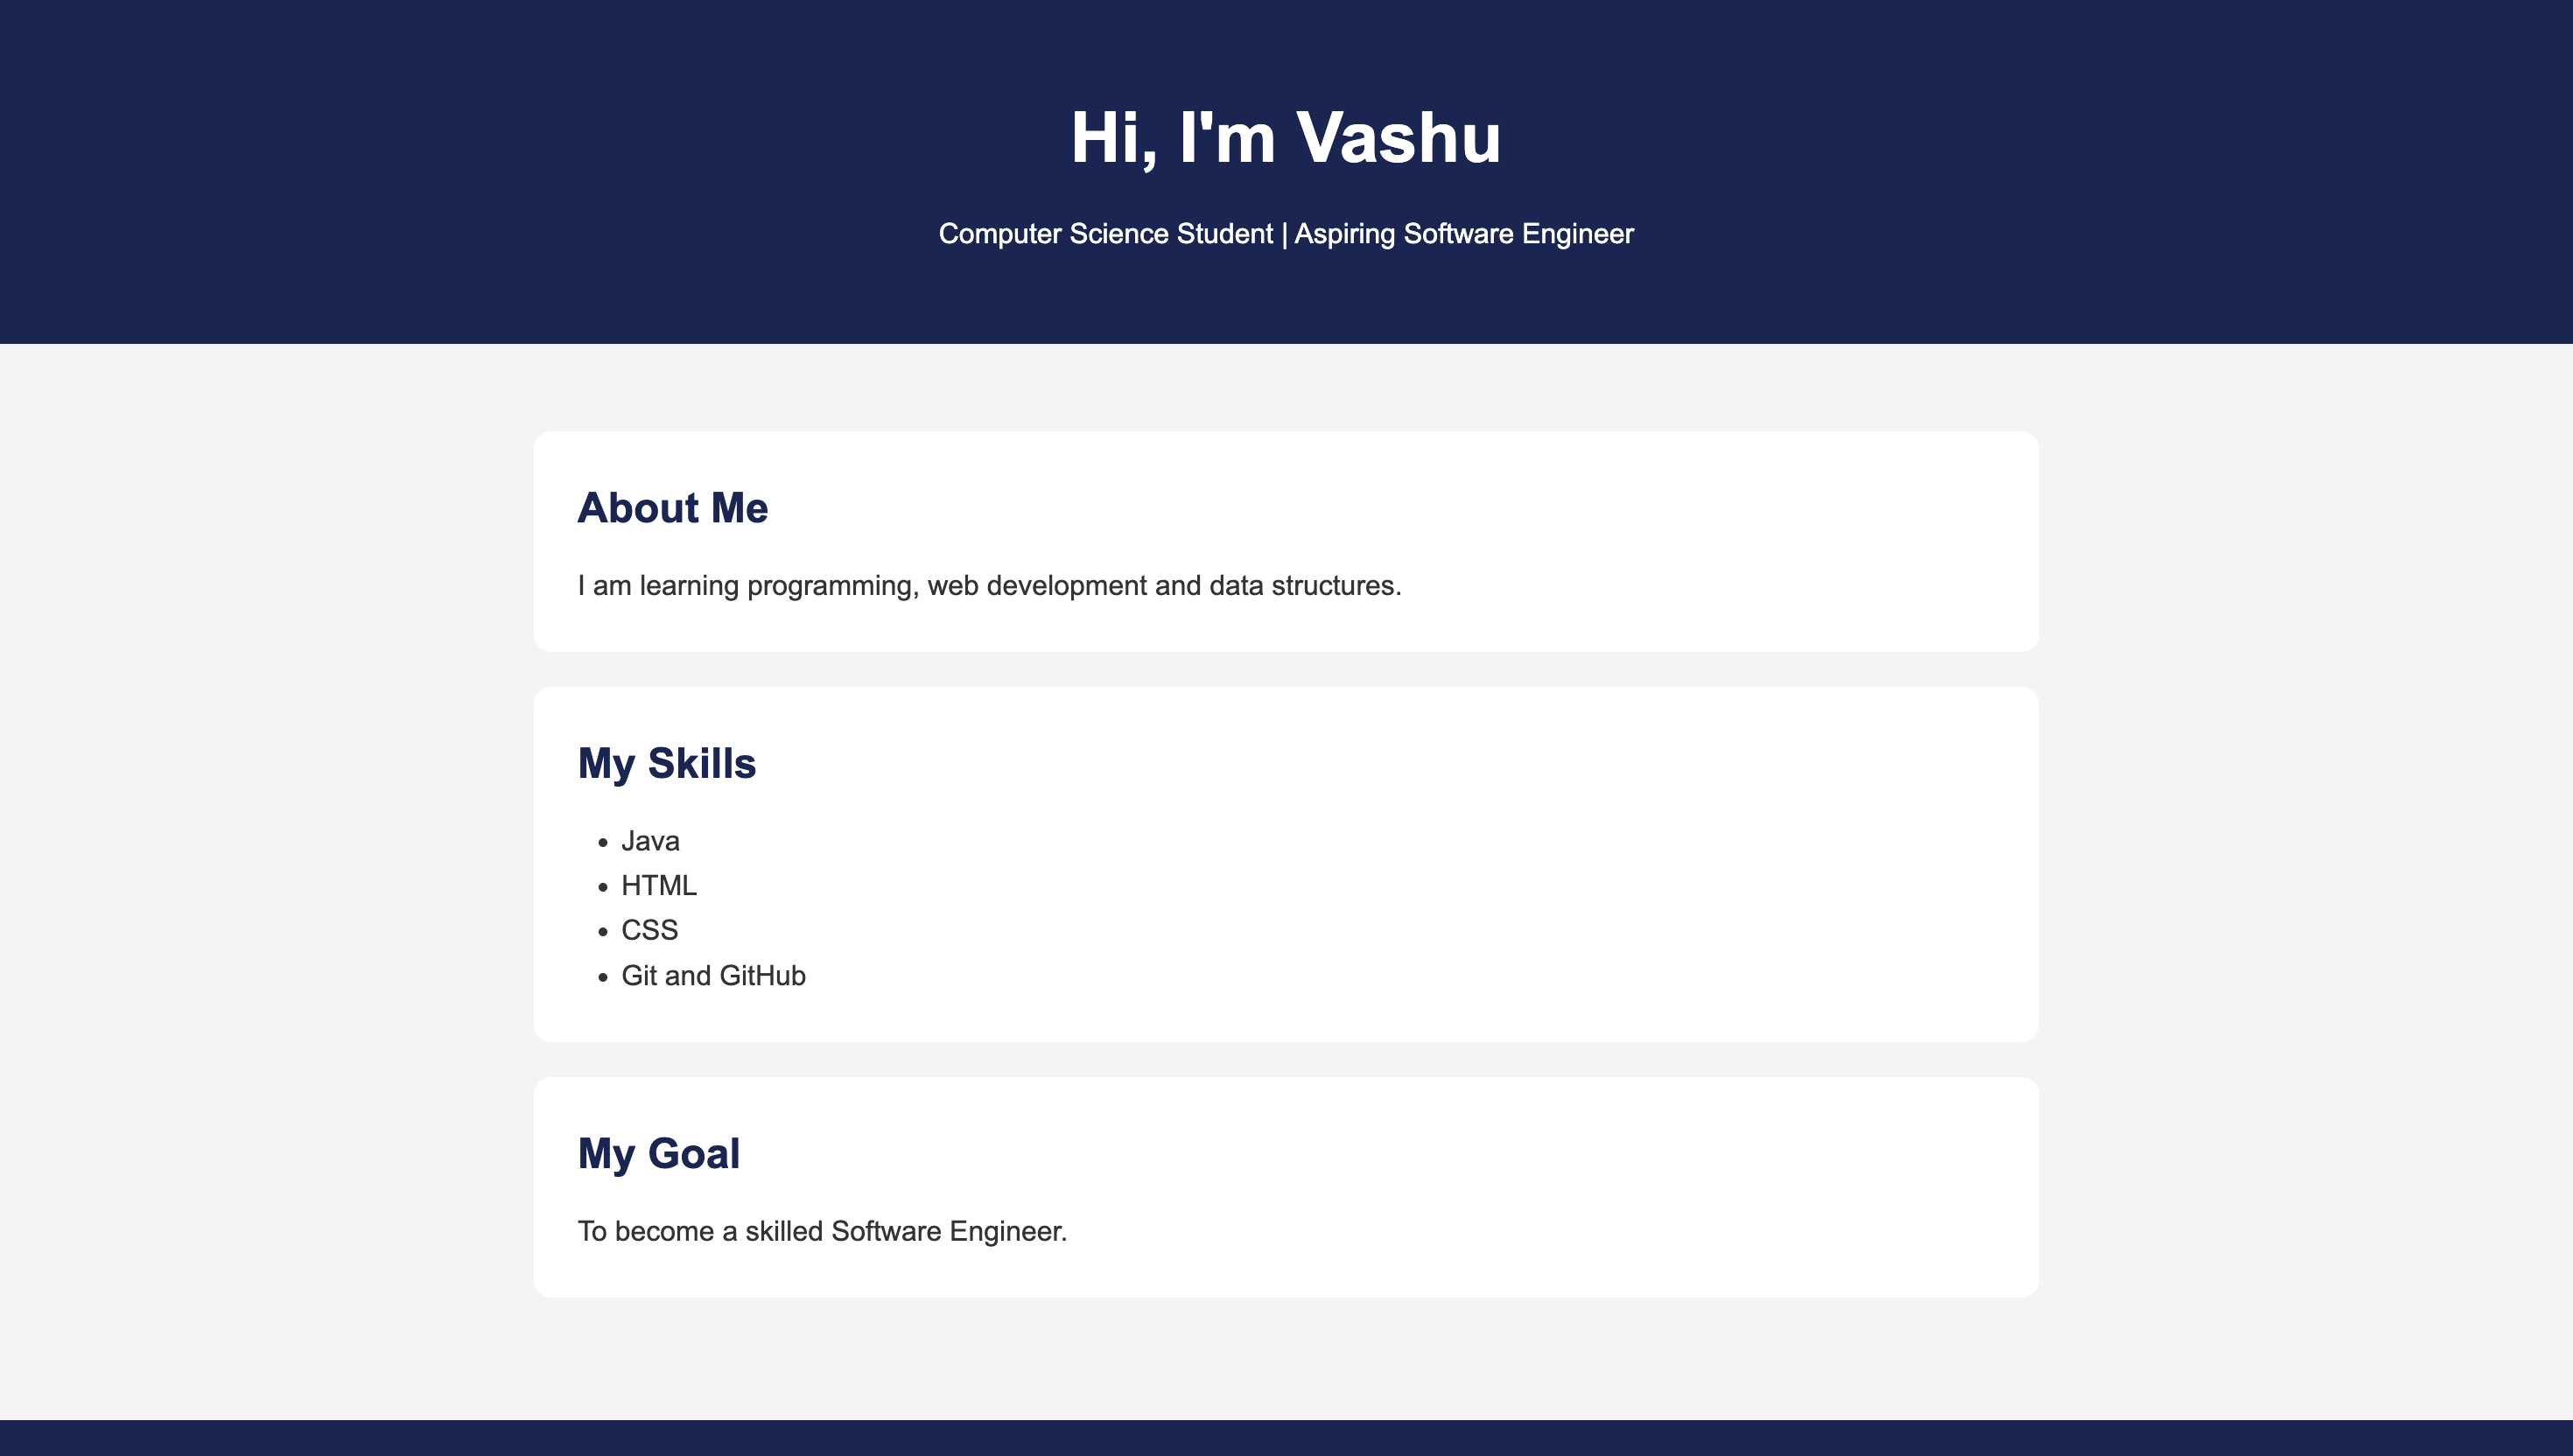 Hi, I'm Vashu
Computer Science Student | Aspiring Software Engineer
About Me
I am learning programming, web development and data structures.
My Skills
• Java
• HTML
• CSS
• Git and GitHub
My Goal
To become a skilled Software Engineer.